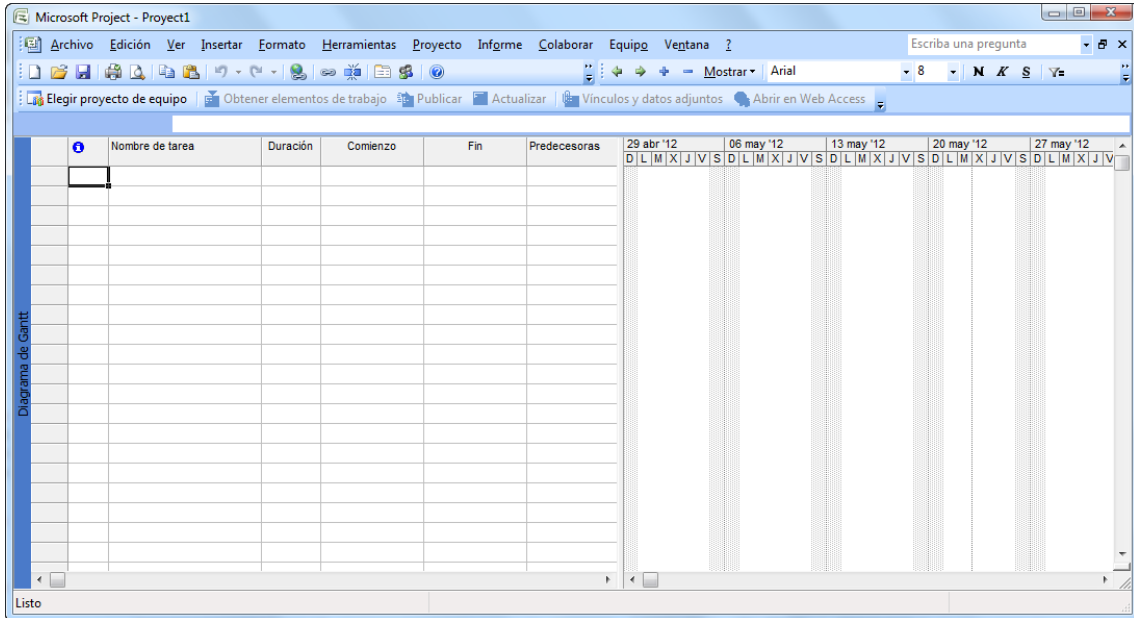 Microsoft Project - Proyect1
Archivo Edición Ver Insertar Formato Herramientas Proyecto Informe Colaborar Equipo Ventana ? Escriba una pregunta
Mostrar Arial 8 N K S
Elegir proyecto de equipo Obtener elementos de trabajo Publicar Actualizar Vínculos y datos adjuntos Abrir en Web Access
Nombre de tarea Duración Comienzo Fin Predecesoras 29 abr '12 06 may '12 13 may '12 20 may '12 27 may '12
D L M X J V S D L M X J V S D L M X J V S D L M X J V S D L M X J V
Diagrama de Gantt
Listo